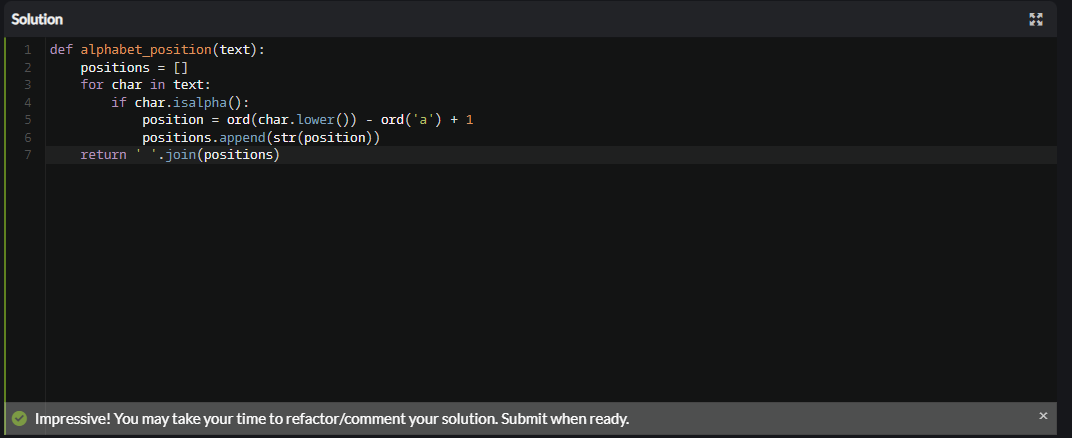 Solution
1 def alphabet_position(text):
2     positions = []
3     for char in text:
4         if char.isalpha():
5             position = ord(char.lower()) - ord('a') + 1
6             positions.append(str(position))
7     return ' '.join(positions)
Impressive! You may take your time to refactor/comment your solution. Submit when ready.